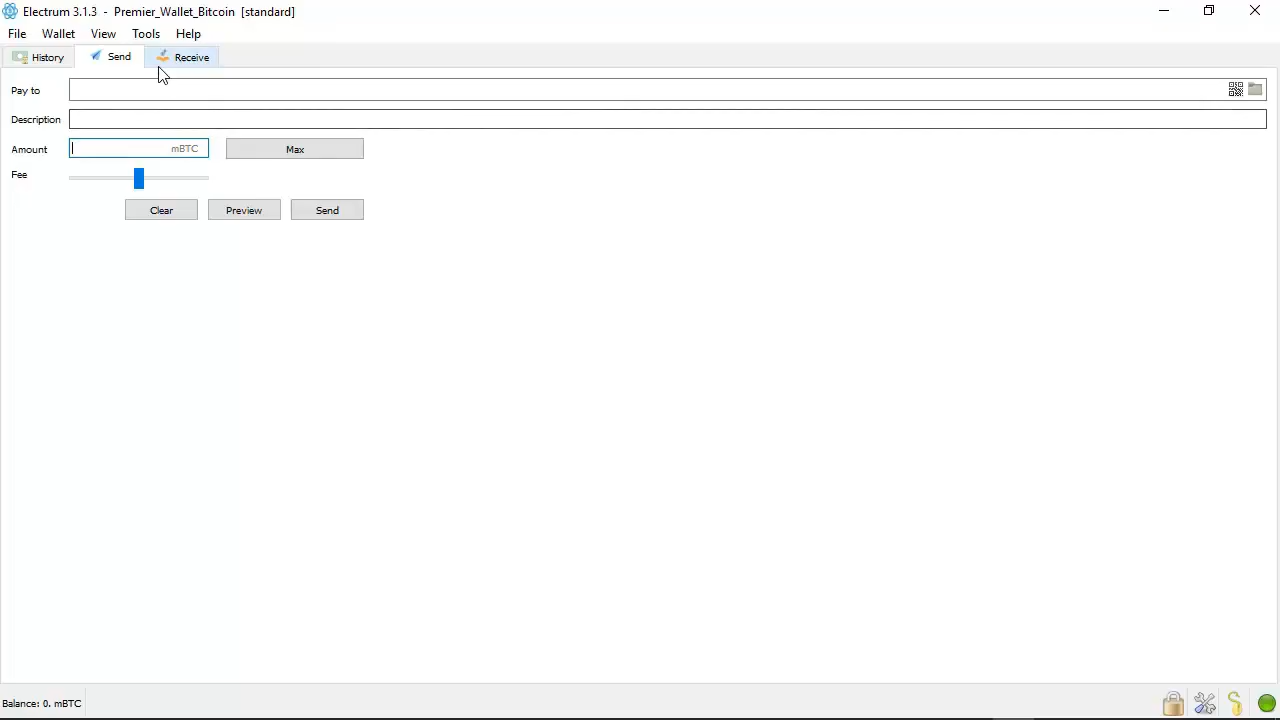 Electrum 3.1.3 - Premier_Wallet_Bitcoin [standard]
File Wallet View Tools Help
History Send Receive
Pay to
Description
Amount mBTC Max
Fee
Clear Preview Send
Balance: 0. mBTC